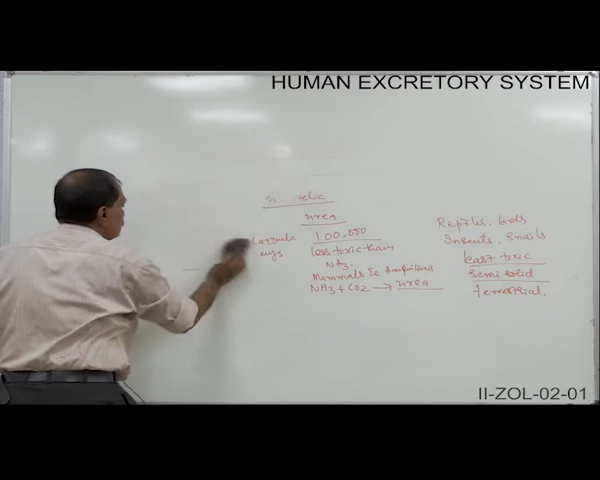 HUMAN EXCRETORY SYSTEM
urea
100,000
less toxic than
NH3.
Mammals & Amphibians
NH3 + CO2 → urea
eggs
Reptiles, birds
Insects, Snails
least toxic
Semi solid
Terrestrial.
II-ZOL-02-01